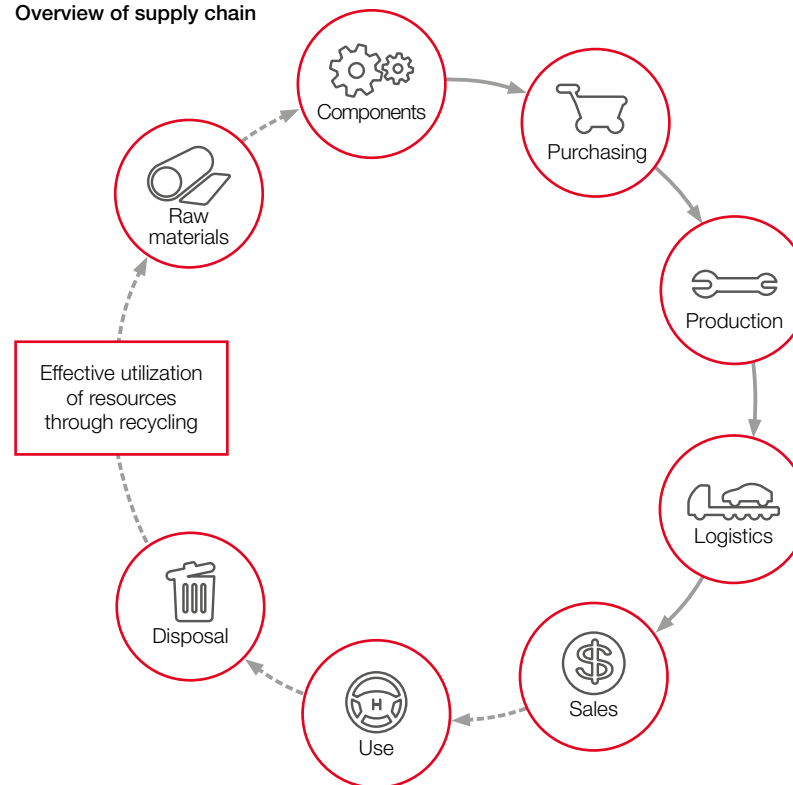 Overview of supply chain
Components
Purchasing
Raw
materials
Production
Effective utilization
of resources
through recycling
Logistics
Disposal
$
Sales
H
Use